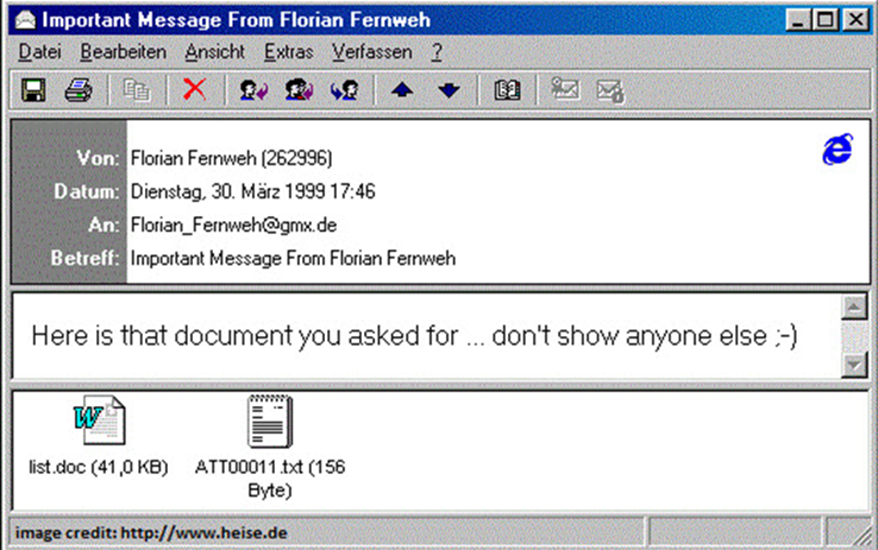 Important Message From Florian Fernweh
Datei Bearbeiten Ansicht Extras Verfassen ?
Von: Florian Fernweh (262996)
Datum: Dienstag, 30. März 1999 17:46
An: Florian_Fernweh@gmx.de
Betreff: Important Message From Florian Fernweh
Here is that document you asked for ... don't show anyone else ;-)
list.doc (41,0 KB) ATT00011.txt (156
Byte)
image credit: http://www.heise.de